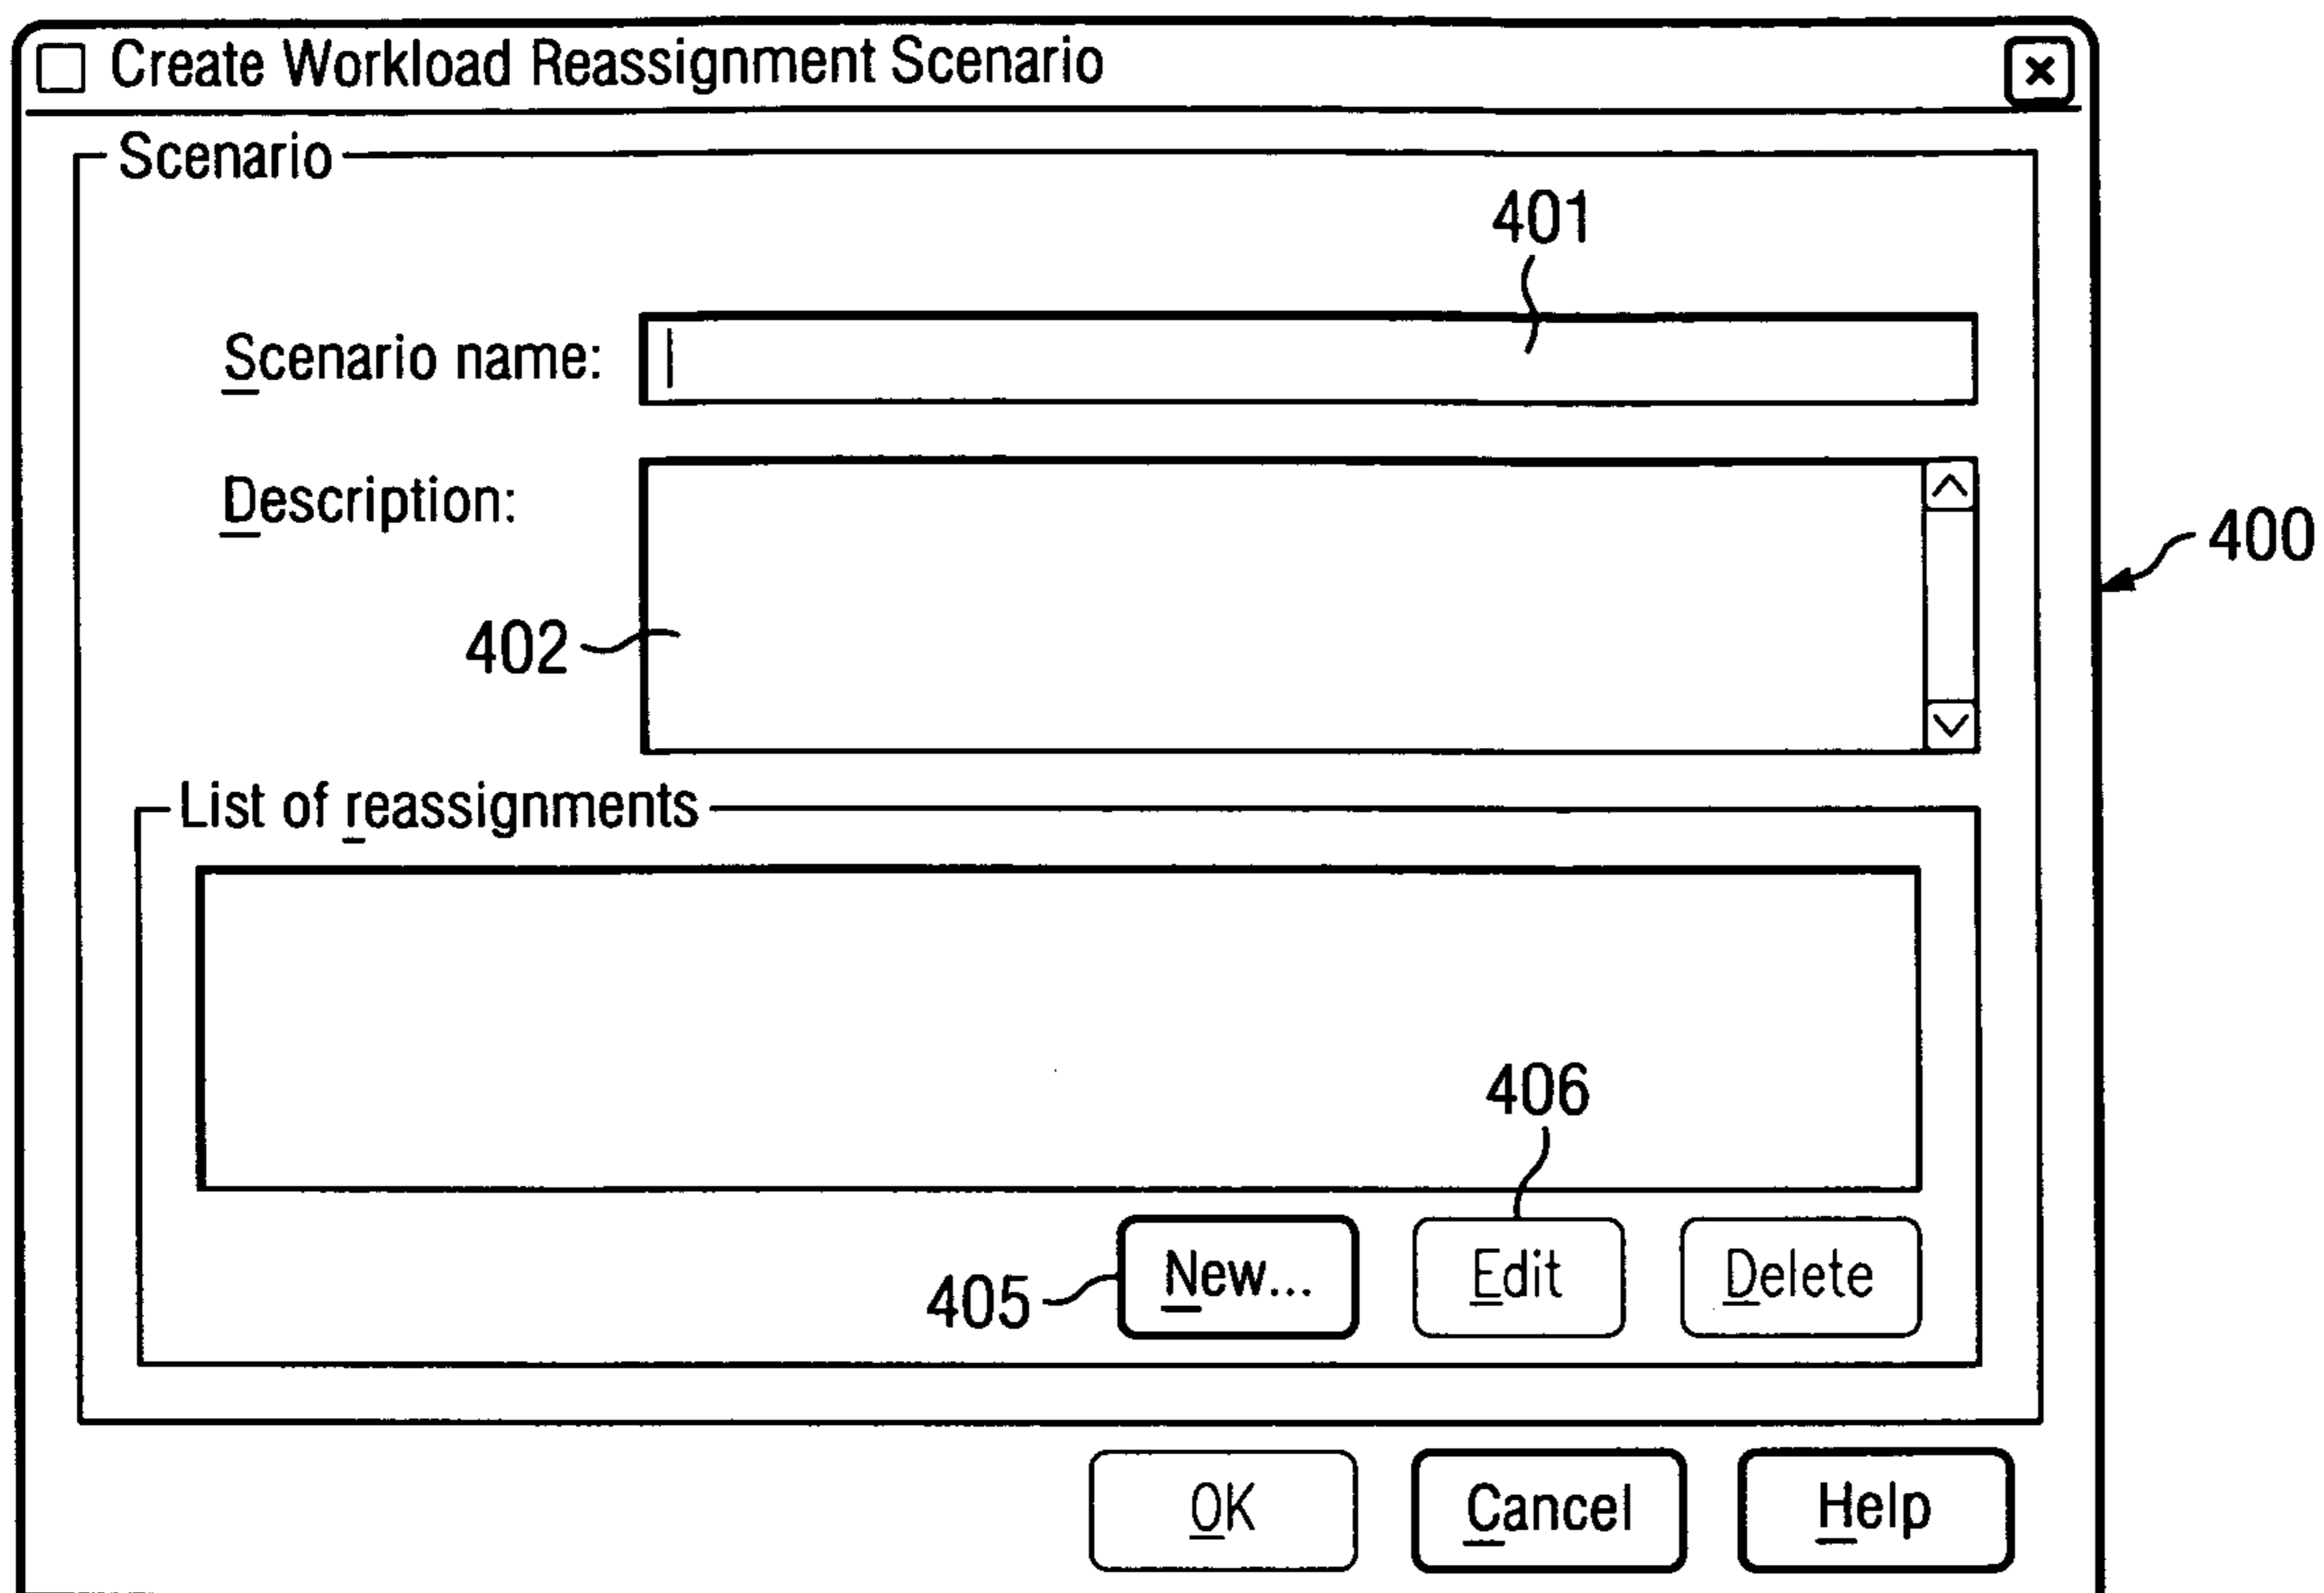 Create Workload Reassignment Scenario
Scenario
401
Scenario name:
Description:
400
402
List of reassignments
406
405
New... Edit Delete
OK Cancel Help